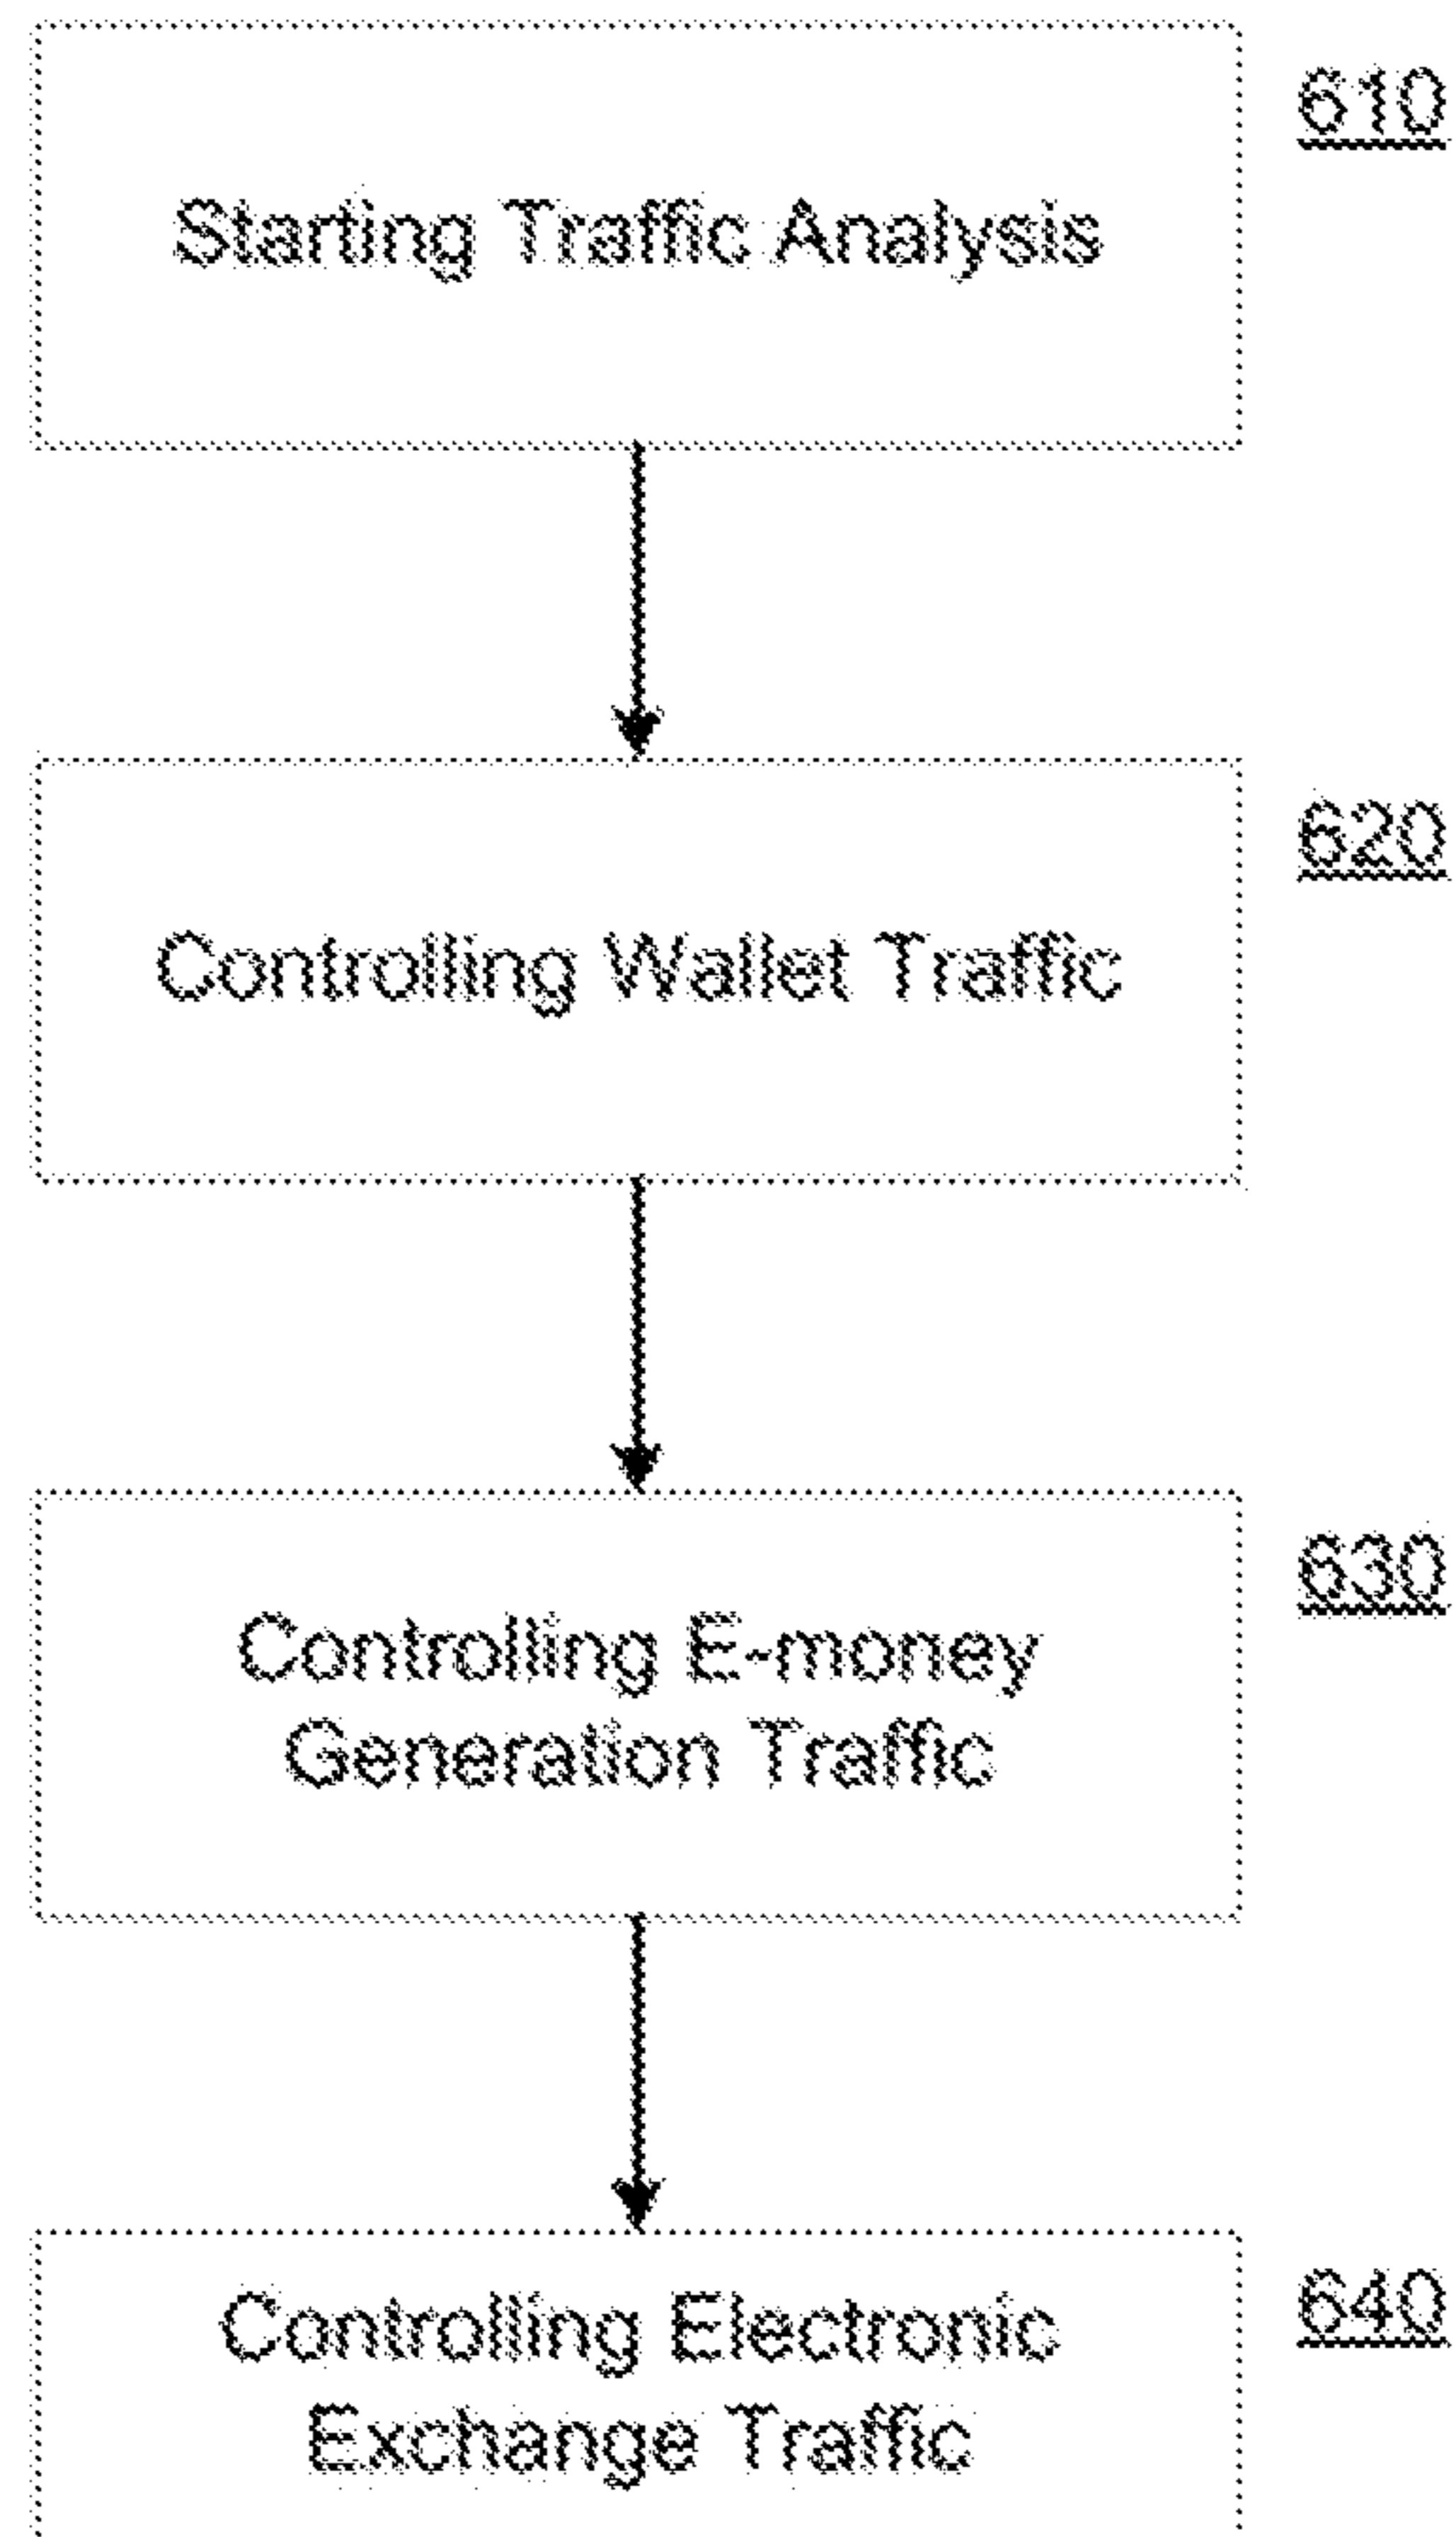 610
Starting Traffic Analysis
620
Controlling Wallet Traffic
630
Controlling E-money
Generation Traffic
640
Controlling Electronic
Exchange Traffic